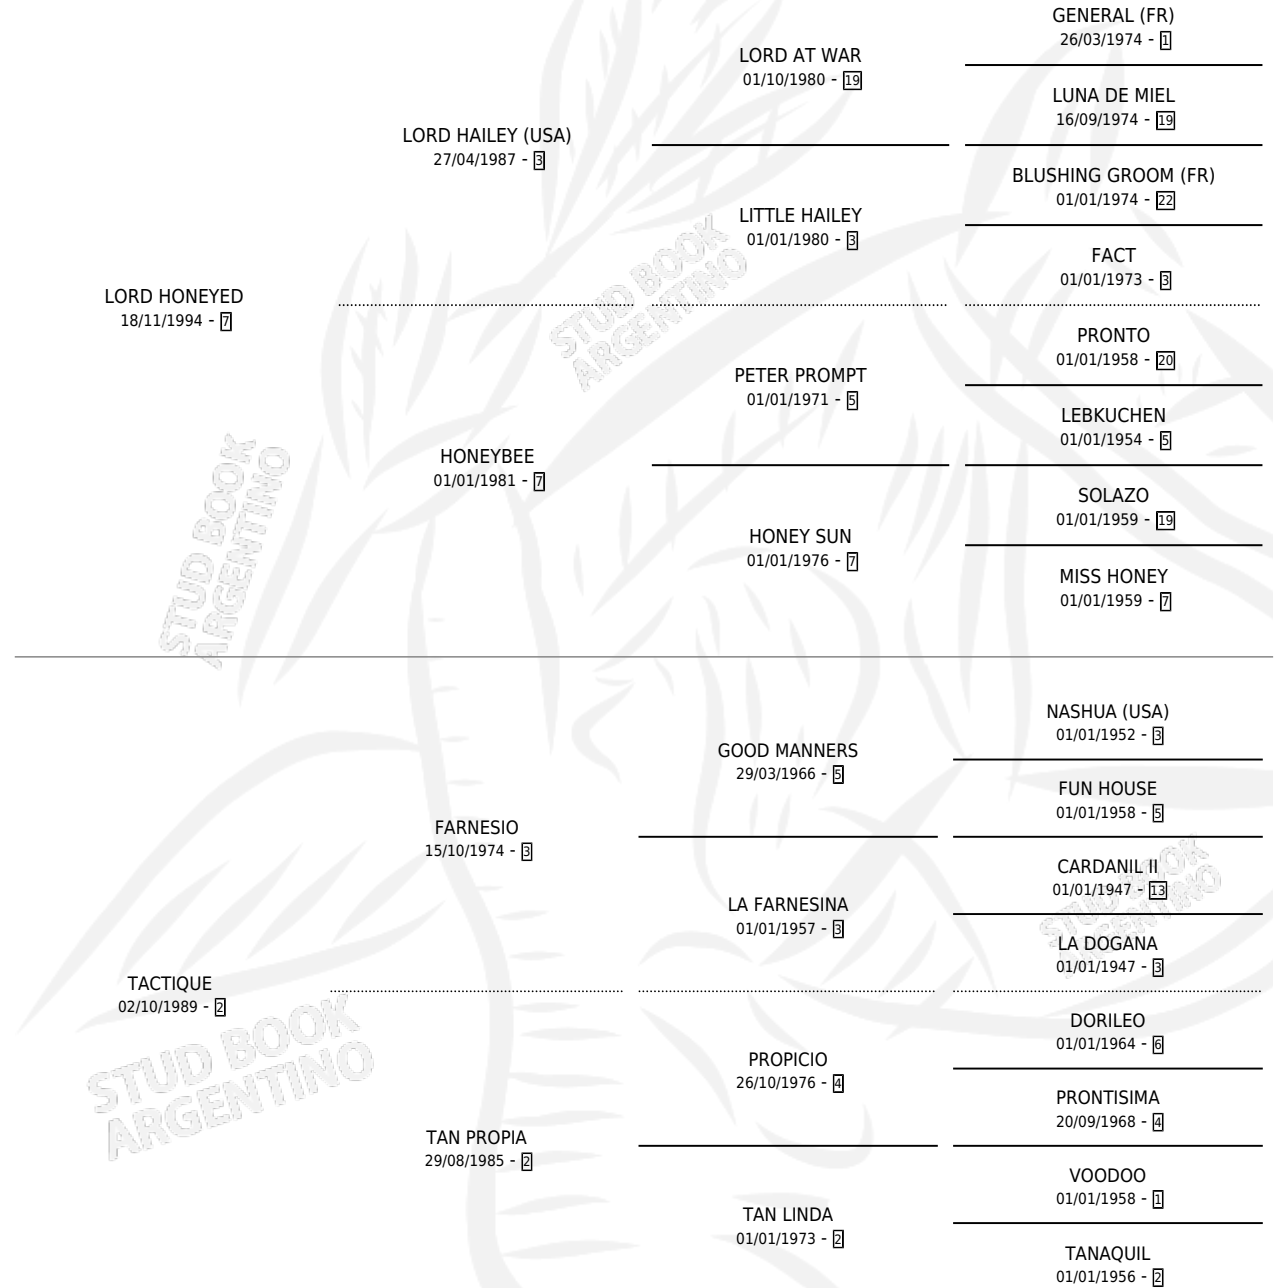 GENERAL (FR)
26/03/1974 - 1
LORD AT WAR
01/10/1980 - 19
LUNA DE MIEL
16/09/1974 - 19
LORD HAILEY (USA)
27/04/1987 - 3
BLUSHING GROOM (FR)
01/01/1974 - 22
LITTLE HAILEY
01/01/1980 - 3
FACT
01/01/1973 - 3
LORD HONEYED
18/11/1994 - 7
PRONTO
01/01/1958 - 20
PETER PROMPT
01/01/1971 - 5
LEBKUCHEN
01/01/1954 - 5
HONEYBEE
01/01/1981 - 7
SOLAZO
01/01/1959 - 19
HONEY SUN
01/01/1976 - 7
MISS HONEY
01/01/1959 - 7
NASHUA (USA)
01/01/1952 - 3
GOOD MANNERS
29/03/1966 - 5
FUN HOUSE
01/01/1958 - 5
FARNESIO
15/10/1974 - 3
CARDANIL II
01/01/1947 - 13
LA FARNESINA
01/01/1957 - 3
LA DOGANA
01/01/1947 - 3
TACTIQUE
02/10/1989 - 2
DORILEO
01/01/1964 - 6
PROPICIO
26/10/1976 - 4
PRONTISIMA
20/09/1968 - 4
TAN PROPIA
29/08/1985 - 2
VOODOO
01/01/1958 - 1
TAN LINDA
01/01/1973 - 2
TANAQUIL
01/01/1956 - 2
STUD BOOK
ARGENTINO
STUD BOOK
ARGENTINO
STUD BOOK
ARGENTINO
STUD BOOK
ARGENTINO